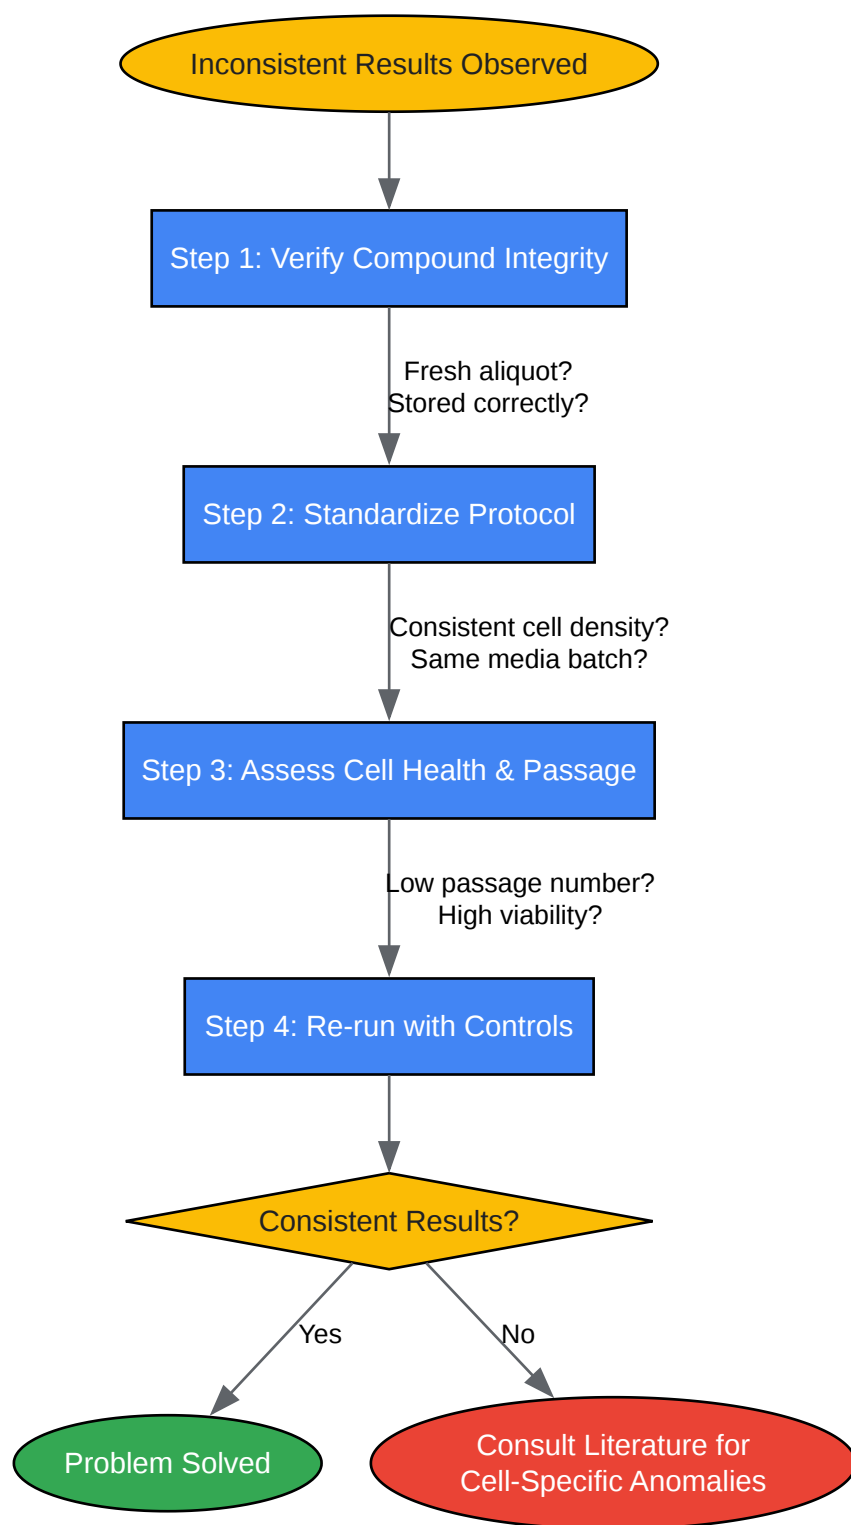 Inconsistent Results Observed
Step 1: Verify Compound Integrity
Fresh aliquot?
Stored correctly?
Step 2: Standardize Protocol
Consistent cell density?
Same media batch?
Step 3: Assess Cell Health & Passage
Low passage number?
High viability?
Step 4: Re-run with Controls
Consistent Results?
Yes
No
Problem Solved
Consult Literature for
Cell-Specific Anomalies